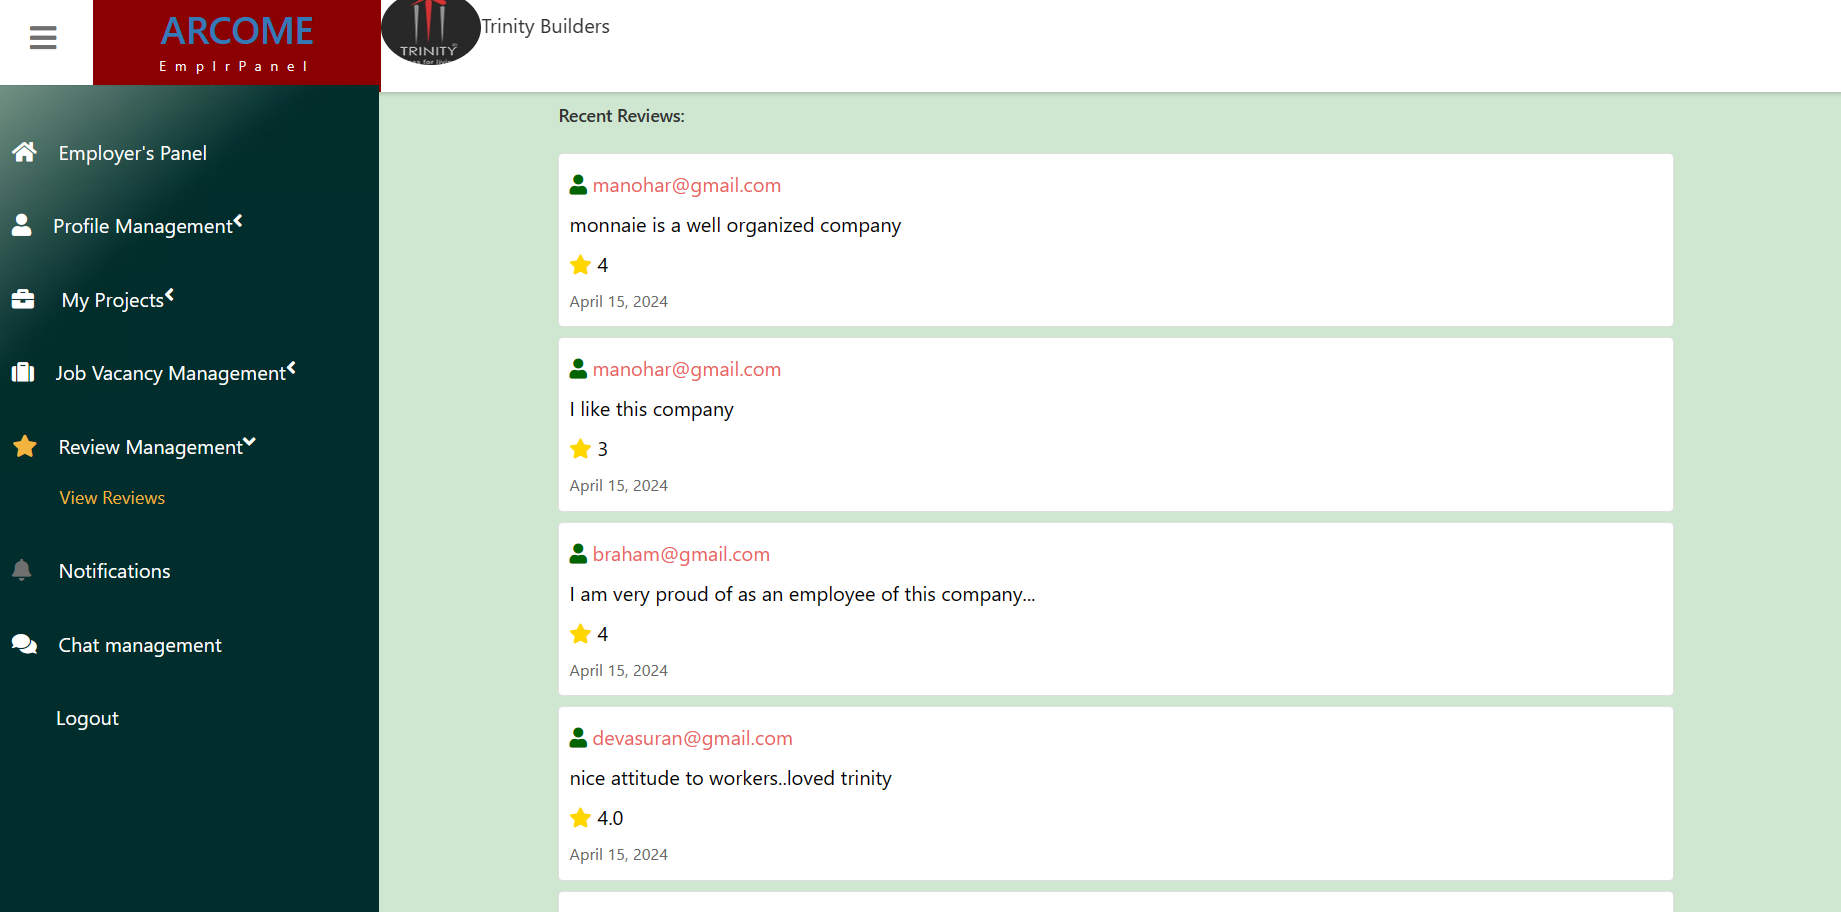 ARCOME
EmplrPanel
TRINITY
Trinity Builders
Employer's Panel
Profile Management
My Projects
Job Vacancy Management
Review Management
View Reviews
Notifications
Chat management
Logout
Recent Reviews:
manohar@gmail.com
monnaie is a well organized company
4
April 15, 2024
manohar@gmail.com
I like this company
3
April 15, 2024
braham@gmail.com
I am very proud of as an employee of this company...
4
April 15, 2024
devasuran@gmail.com
nice attitude to workers..loved trinity
4.0
April 15, 2024